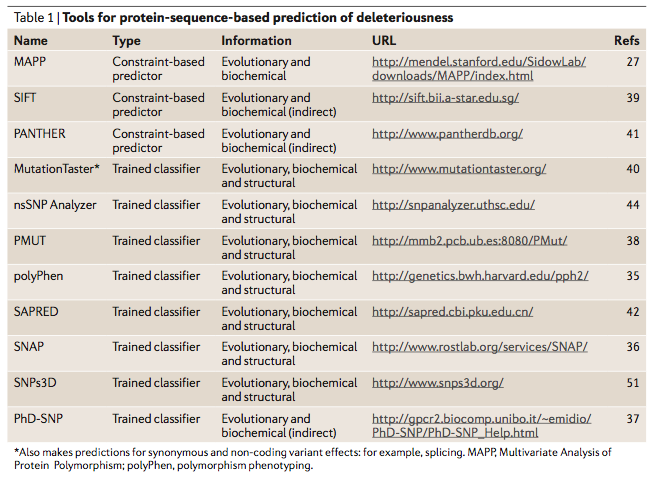 Table 1 | Tools for protein-sequence-based prediction of deleteriousness
Name Type Information URL Refs
MAPP Constraint-based predictor Evolutionary and biochemical http://mendel.stanford.edu/SidowLab/downloads/MAPP/index.html 27
SIFT Constraint-based predictor Evolutionary and biochemical (indirect) http://sift.bii.a-star.edu.sg/ 39
PANTHER Constraint-based predictor Evolutionary and biochemical (indirect) http://www.pantherdb.org/ 41
MutationTaster* Trained classifier Evolutionary, biochemical and structural http://www.mutationtaster.org/ 40
nsSNP Analyzer Trained classifier Evolutionary, biochemical and structural http://snpanalyzer.uthsc.edu/ 44
PMUT Trained classifier Evolutionary, biochemical and structural http://mmb2.pcb.ub.es:8080/PMut/ 38
polyPhen Trained classifier Evolutionary, biochemical and structural http://genetics.bwh.harvard.edu/pph2/ 35
SAPRED Trained classifier Evolutionary, biochemical and structural http://sapred.cbi.pku.edu.cn/ 42
SNAP Trained classifier Evolutionary, biochemical and structural http://www.rostlab.org/services/SNAP/ 36
SNPs3D Trained classifier Evolutionary, biochemical and structural http://www.snps3d.org/ 51
PhD-SNP Trained classifier Evolutionary and biochemical (indirect) http://gpcr2.biocomp.unibo.it/~emidio/PhD-SNP/PhD-SNP_Help.html 37
*Also makes predictions for synonymous and non-coding variant effects: for example, splicing. MAPP, Multivariate Analysis of
Protein Polymorphism; polyPhen, polymorphism phenotyping.